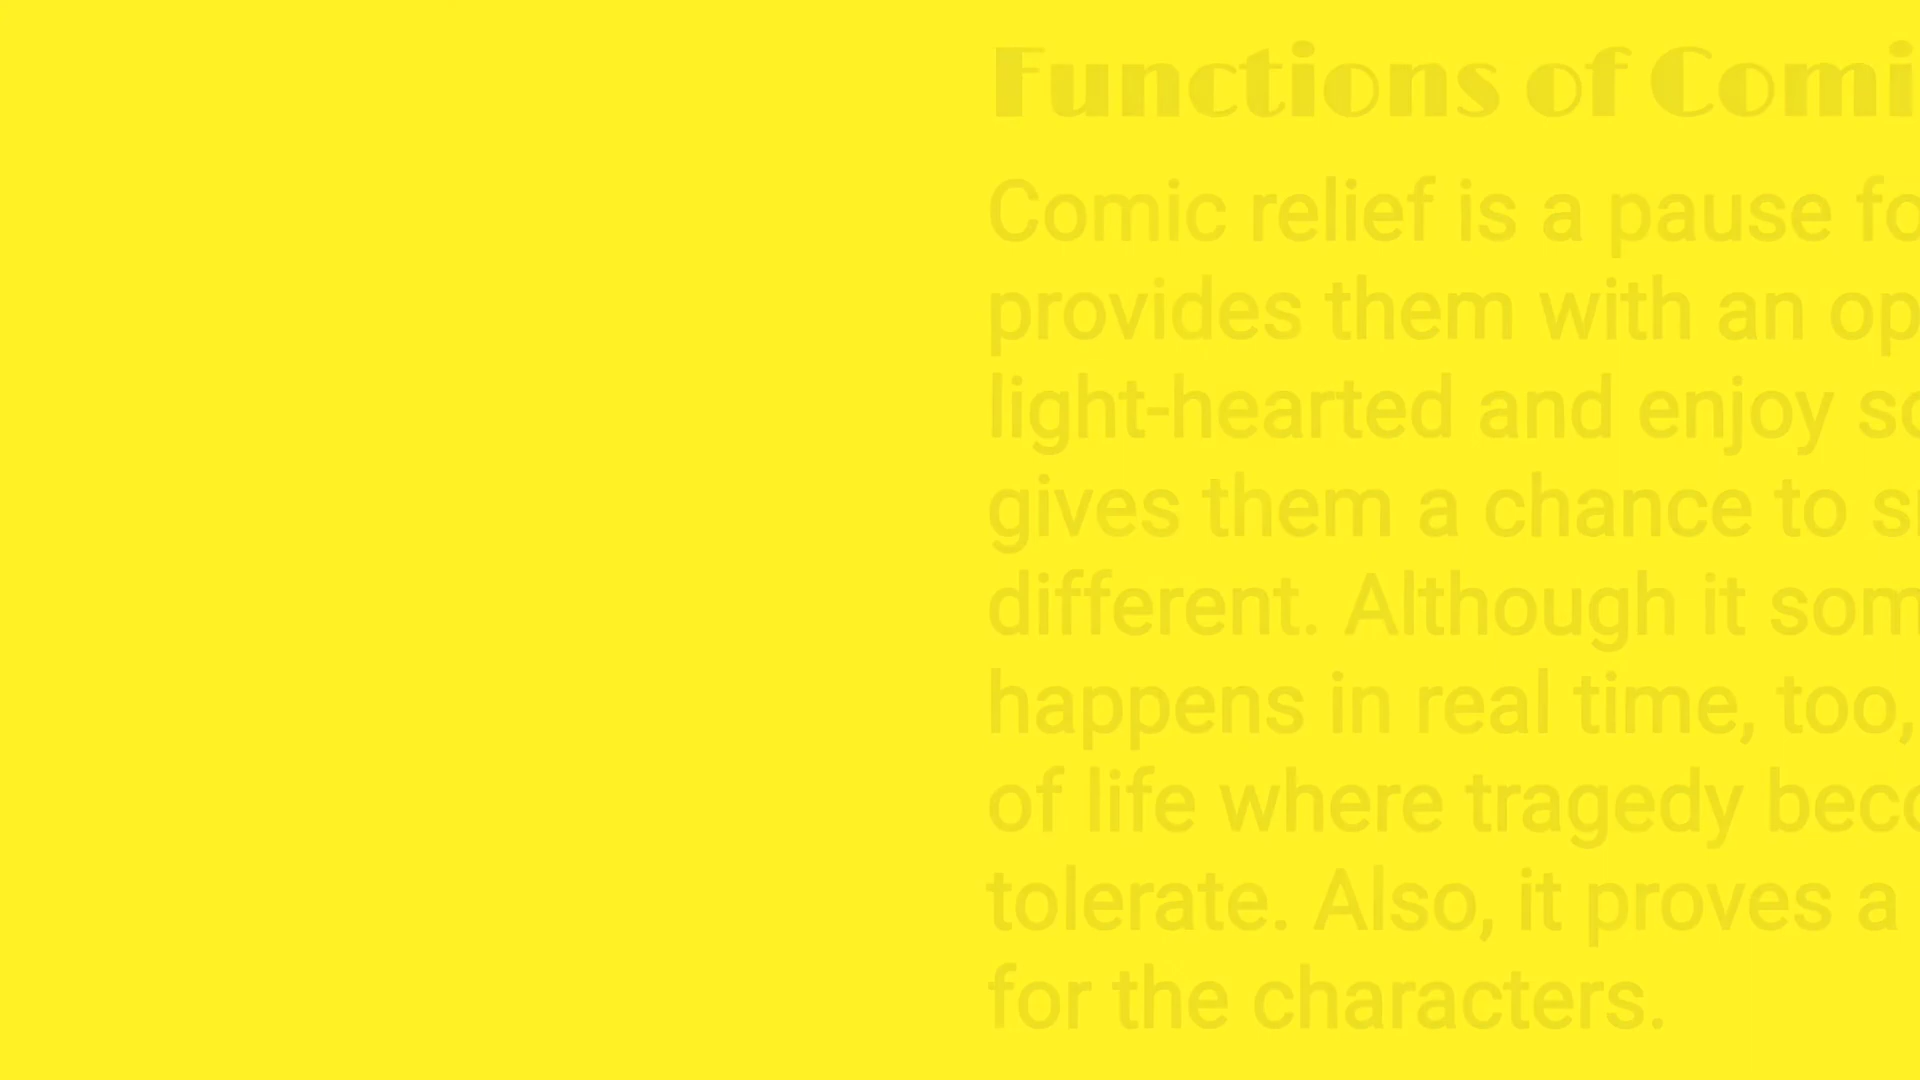 Functions of Comi
Comic relief is a pause fo
provides them with an op
light-hearted and enjoy so
gives them a chance to s
different. Although it som
happens in real time, too,
of life where tragedy beco
tolerate. Also, it proves a
for the characters.